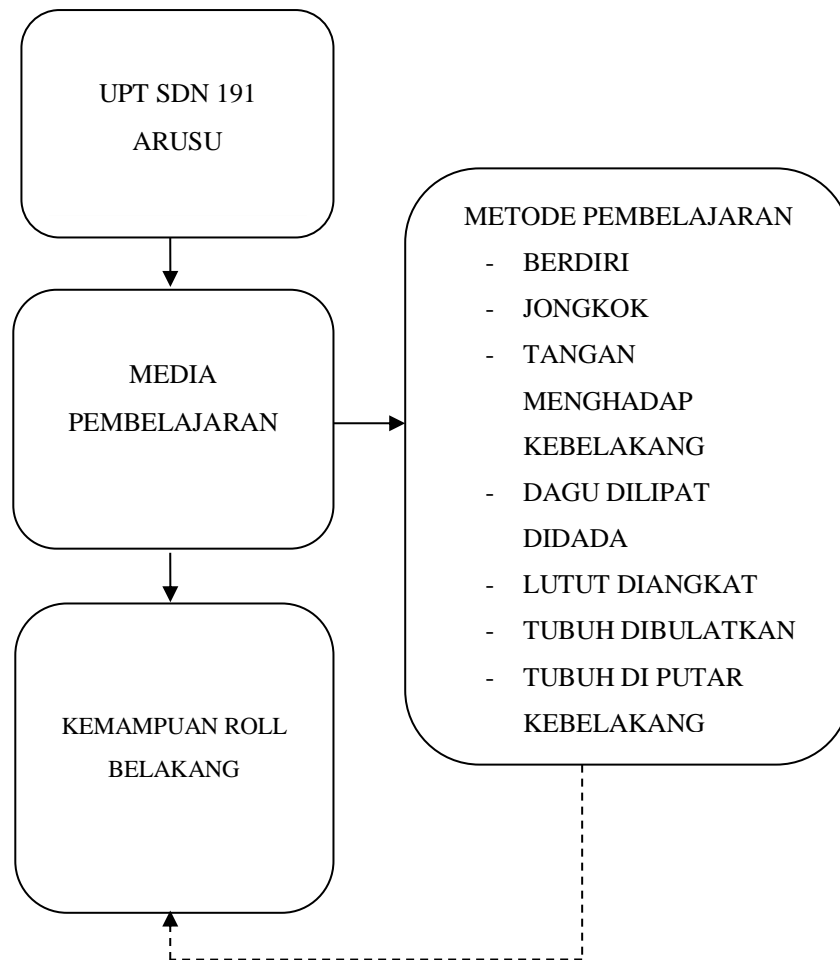 UPT SDN 191
ARUSU
MEDIA
PEMBELAJARAN
KEMAMPUAN ROLL
BELAKANG
METODE PEMBELAJARAN
- BERDIRI
- JONGKOK
- TANGAN
MENGHADAP
KEBELAKANG
- DAGU DILIPAT
DIDADA
- LUTUT DIANGKAT
- TUBUH DIBULATKAN
- TUBUH DI PUTAR
KEBELAKANG